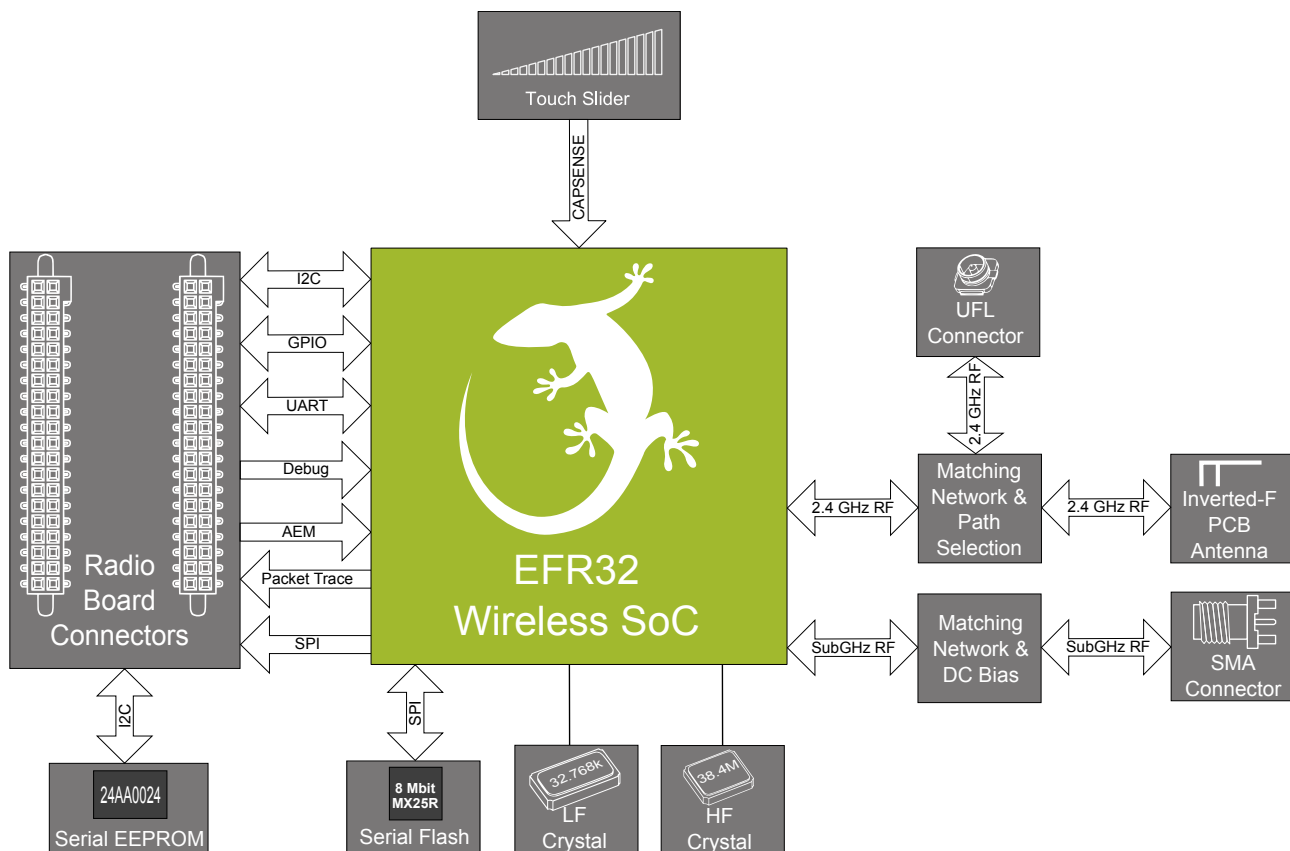 Touch Slider
CAPSENSE
I2C
GPIO
UART
Debug
AEM
Packet Trace
SPI
Radio
Board
Connectors
EFR32
Wireless SoC
UFL
Connector
2.4 GHz RF
2.4 GHz RF
Matching
Network &
Path
Selection
2.4 GHz RF
Inverted-F
PCB
Antenna
SubGHz RF
Matching
Network &
DC Bias
SubGHz RF
SMA
Connector
I2C
24AA0024
Serial EEPROM
SPI
8 Mbit
MX25R
Serial Flash
32.768k
LF
Crystal
38.4M
HF
Crystal